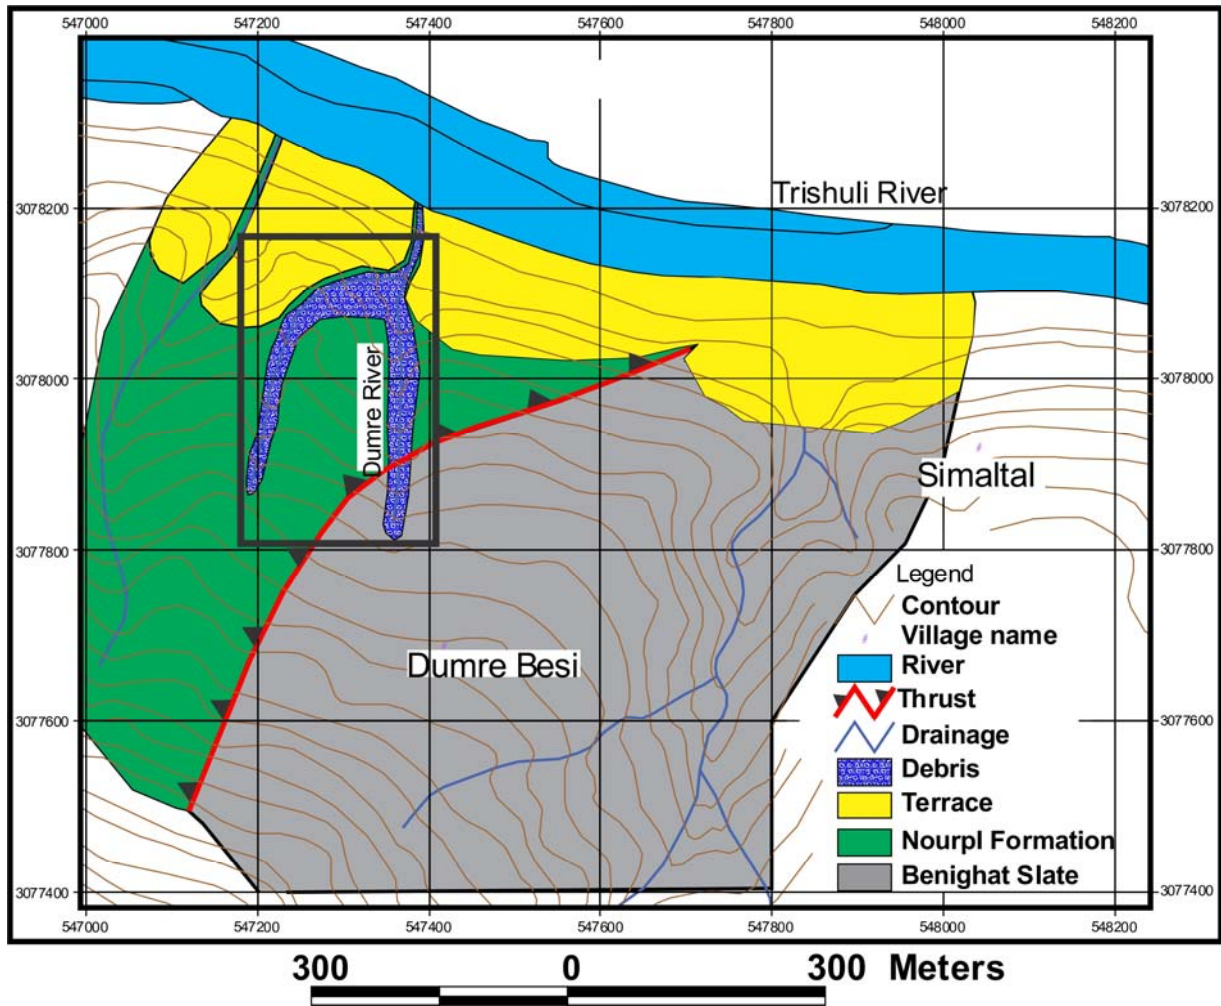 547000 547200 547400 547600 547800 548000 548200
Trishuli River
3078200 3078200
Dumre River
3078000 3078000
Simaltal
3077800 3077800
Legend
Contour
Village name
River
Dumre Besi
Thrust
3077600 3077600
Drainage
Debris
Terrace
Nourpl Formation
Benighat Slate
3077400 3077400
547000 547200 547400 547600 547800 548000 548200
300 0 300 Meters